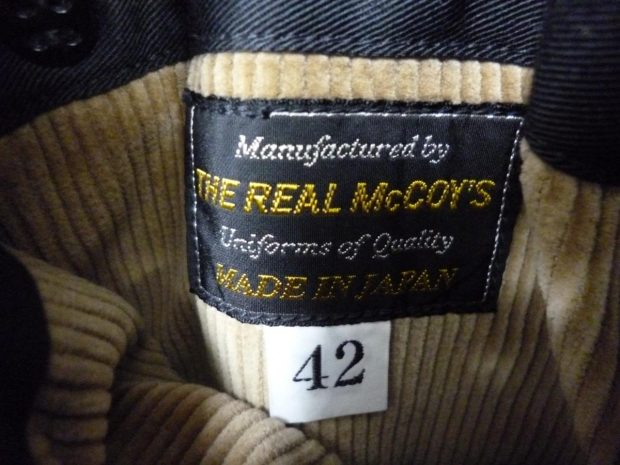 Manufactured by
THE REAL McCOY'S
Uniforms of Quality
MADE IN JAPAN
42